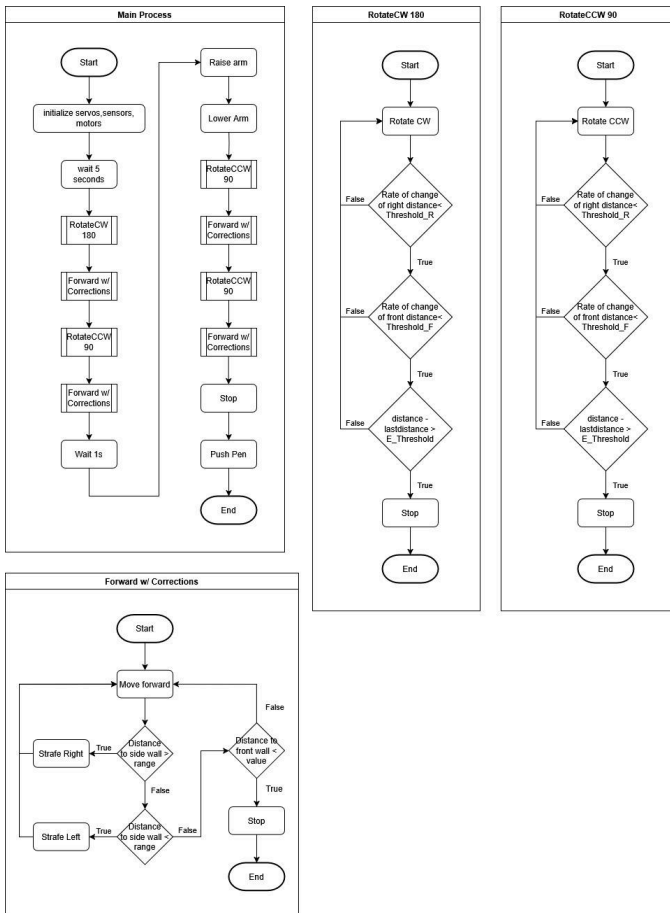 Main Process
Start
initialize servos,sensors,
motors
wait 5
seconds
RotateCW
180
Forward w/
Corrections
RotateCCW
90
Forward w/
Corrections
Wait 1s
Raise arm
Lower Arm
RotateCCW
90
Forward w/
Corrections
RotateCCW
90
Forward w/
Corrections
Stop
Push Pen
End
RotateCW 180
Start
Rotate CW
Rate of change
of right distance<
Threshold_R
False
True
Rate of change
of front distance<
Threshold_F
False
True
distance -
lastdistance >
E_Threshold
False
True
Stop
End
RotateCCW 90
Start
Rotate CCW
Rate of change
of right distance<
Threshold_R
False
True
Rate of change
of front distance<
Threshold_F
False
True
distance -
lastdistance >
E_Threshold
False
True
Stop
End
Forward w/ Corrections
Start
Move forward
False
Strafe Right
True
Distance
to side wall >
range
False
Distance to
front wall <
value
True
Strafe Left
True
Distance
to side wall <
range
False
Stop
End